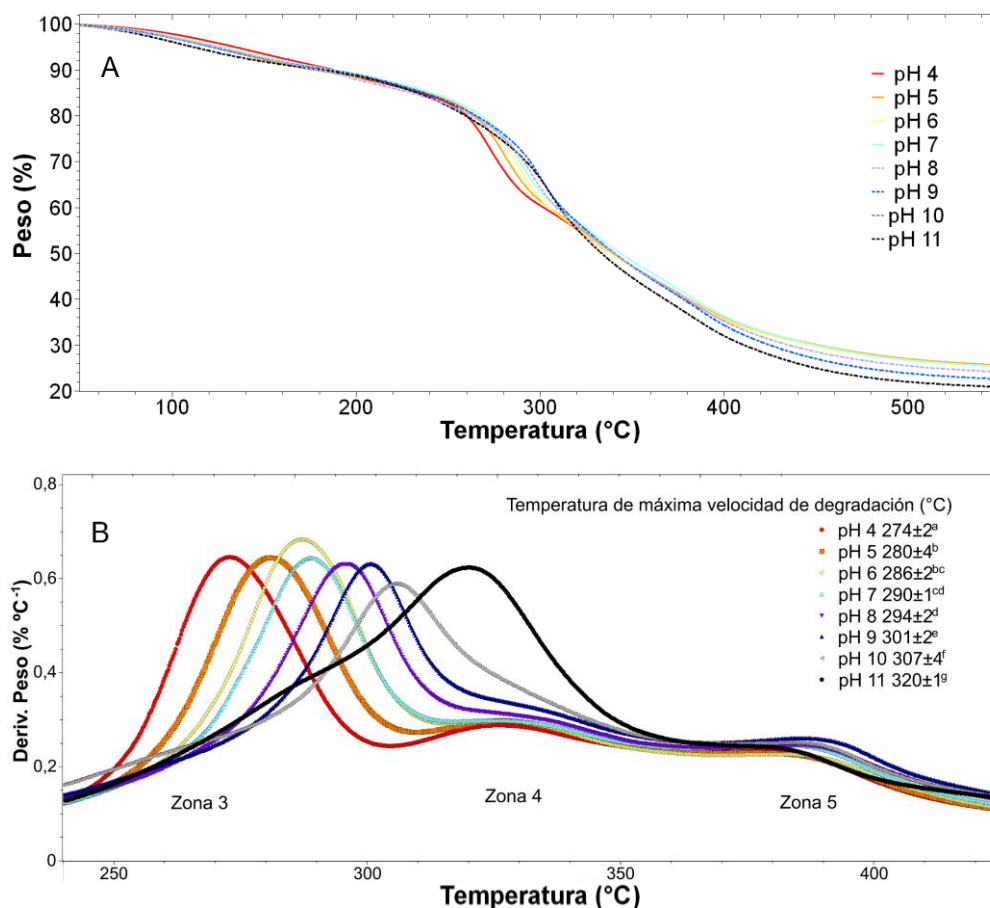 100
90
80
70
60
50
40
30
20
Peso (%)
A
pH 4
pH 5
pH 6
pH 7
pH 8
pH 9
pH 10
pH 11
100
200
300
400
500
Temperatura (°C)
0,8
0,6
0,4
0,2
0
Deriv. Peso (% ºC⁻¹)
B
Temperatura de máxima velocidad de degradación (°C)
pH 4 274±2ᵃ
pH 5 280±4ᵇ
pH 6 286±2ᵇᶜ
pH 7 290±1ᶜᵈ
pH 8 294±2ᵈ
pH 9 301±2ᵉ
pH 10 307±4ᶠ
pH 11 320±1ᵍ
Zona 3
Zona 4
Zona 5
250
300
350
400
Temperatura (°C)